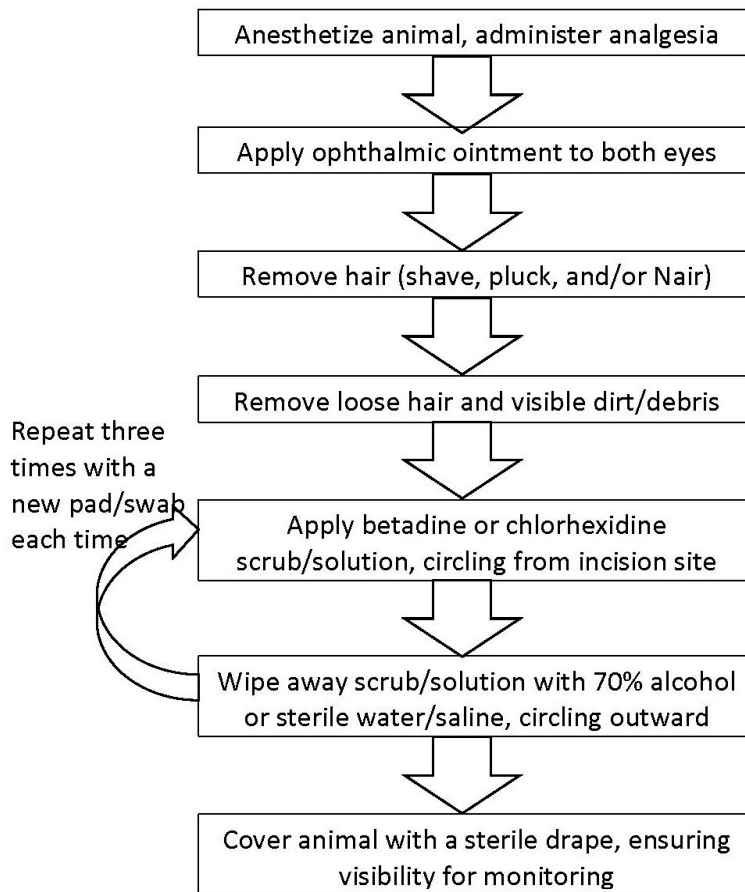 Anesthetize animal, administer analgesia
Apply ophthalmic ointment to both eyes
Remove hair (shave, pluck, and/or Nair)
Remove loose hair and visible dirt/debris
Repeat three
times with a
new pad/swab
each time
Apply betadine or chlorhexidine
scrub/solution, circling from incision site
Wipe away scrub/solution with 70% alcohol
or sterile water/saline, circling outward
Cover animal with a sterile drape, ensuring
visibility for monitoring